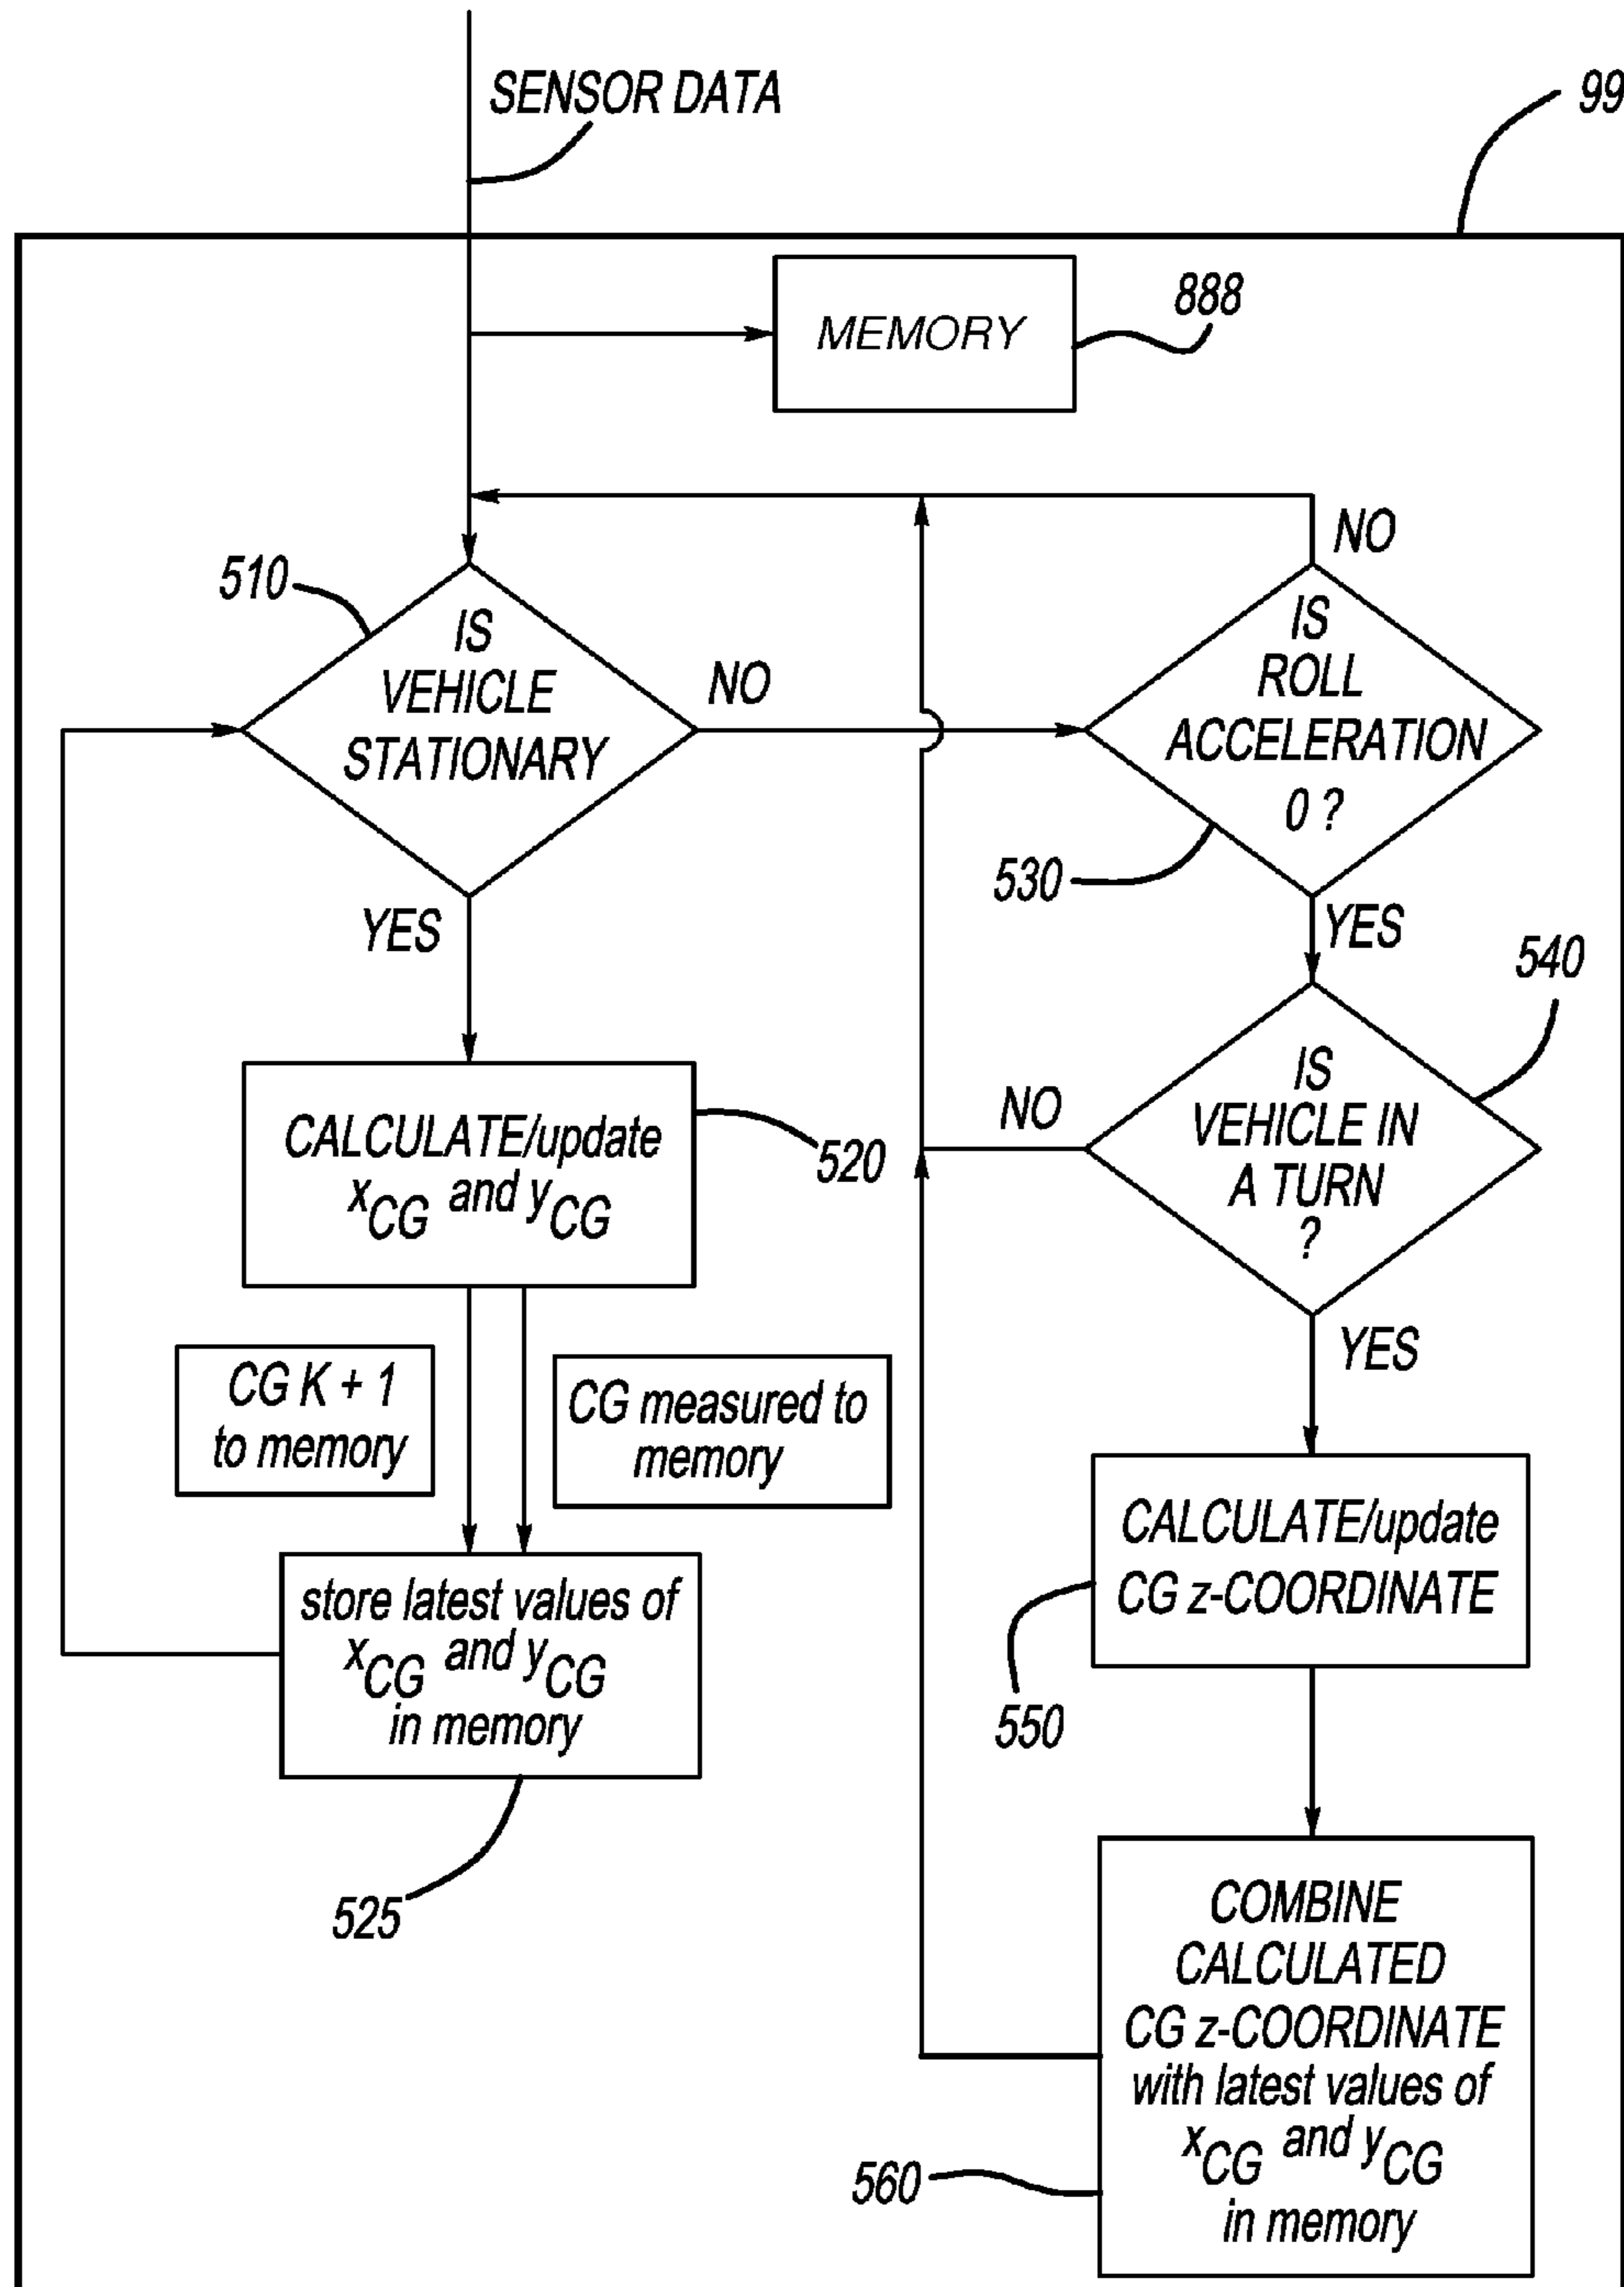 SENSOR DATA
99
MEMORY
888
510
IS
VEHICLE
STATIONARY
NO
YES
IS
ROLL
ACCELERATION
0 ?
NO
530
YES
540
IS
VEHICLE IN
A TURN
?
NO
YES
CALCULATE/update
xCG and yCG
520
CG K + 1
to memory
CG measured to
memory
store latest values of
xCG and yCG
in memory
525
CALCULATE/update
CG z-COORDINATE
550
COMBINE
CALCULATED
CG z-COORDINATE
with latest values of
xCG and yCG
in memory
560